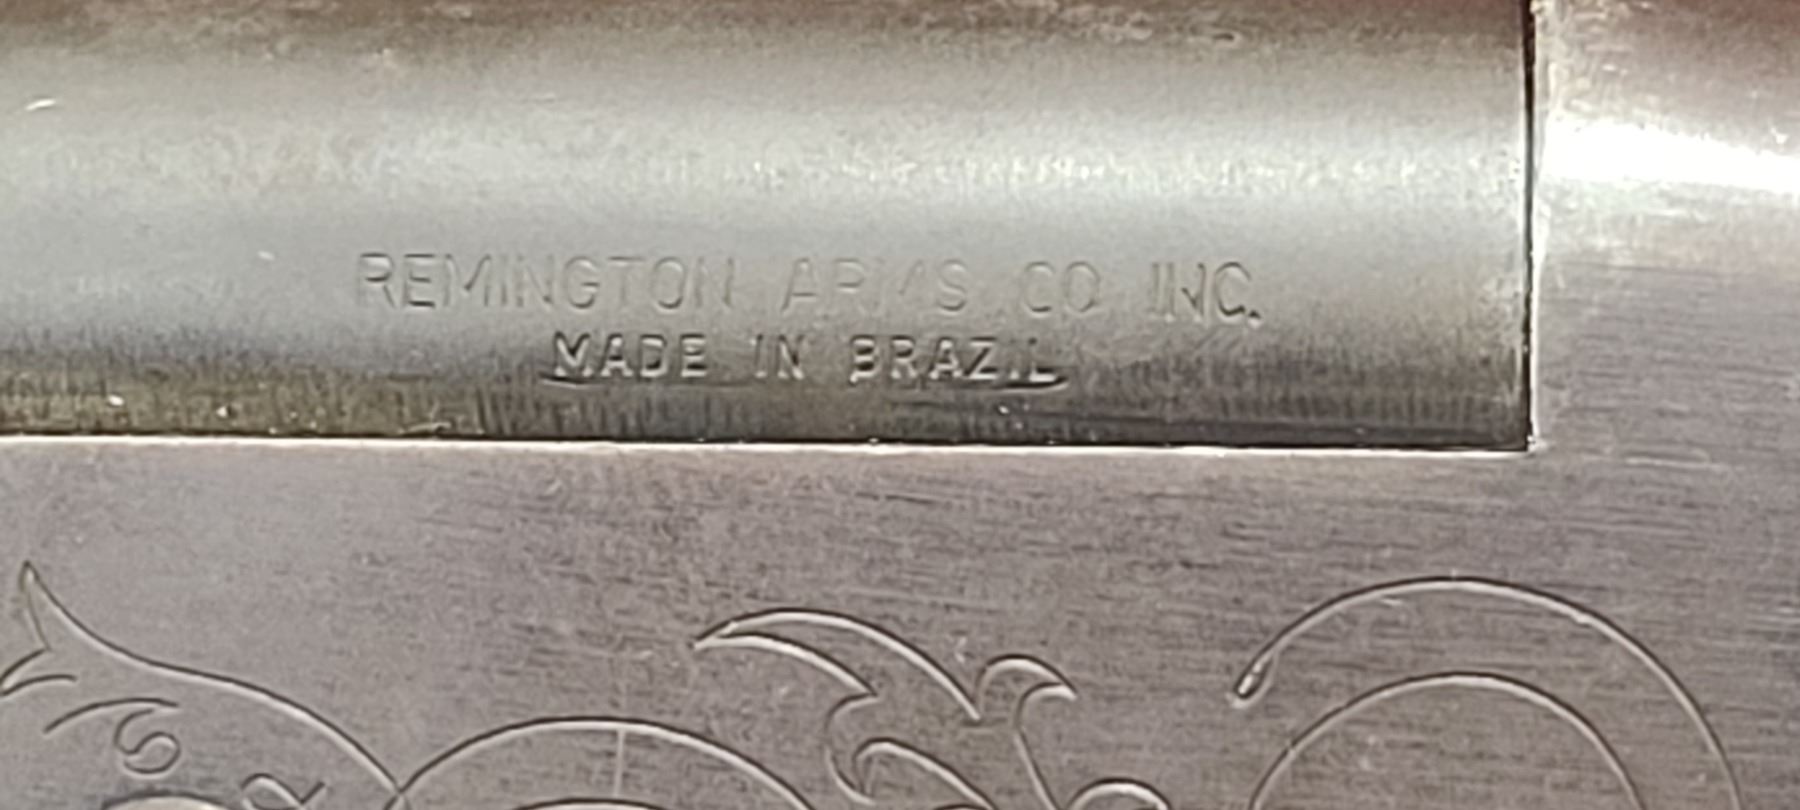 REMINGTON ARMS CO INC.
MADE IN BRAZIL